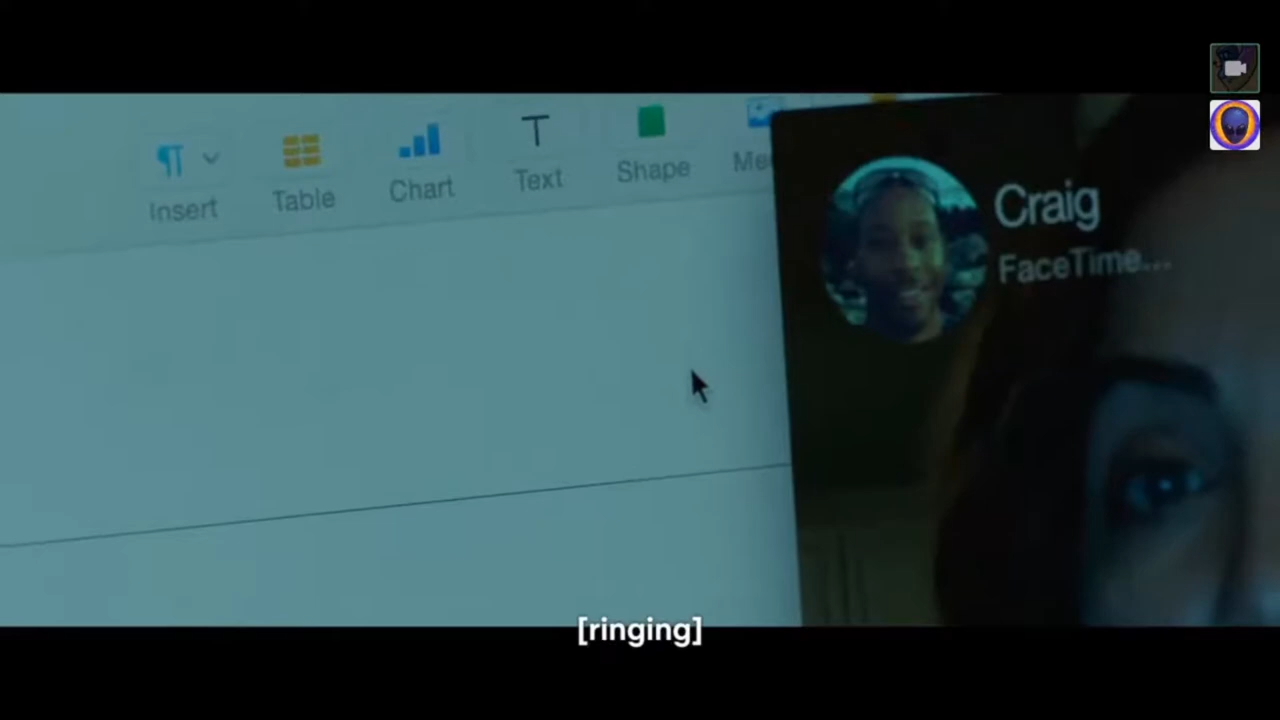 Insert
Table
Chart
Text
Shape
Craig
FaceTime...
[ringing]